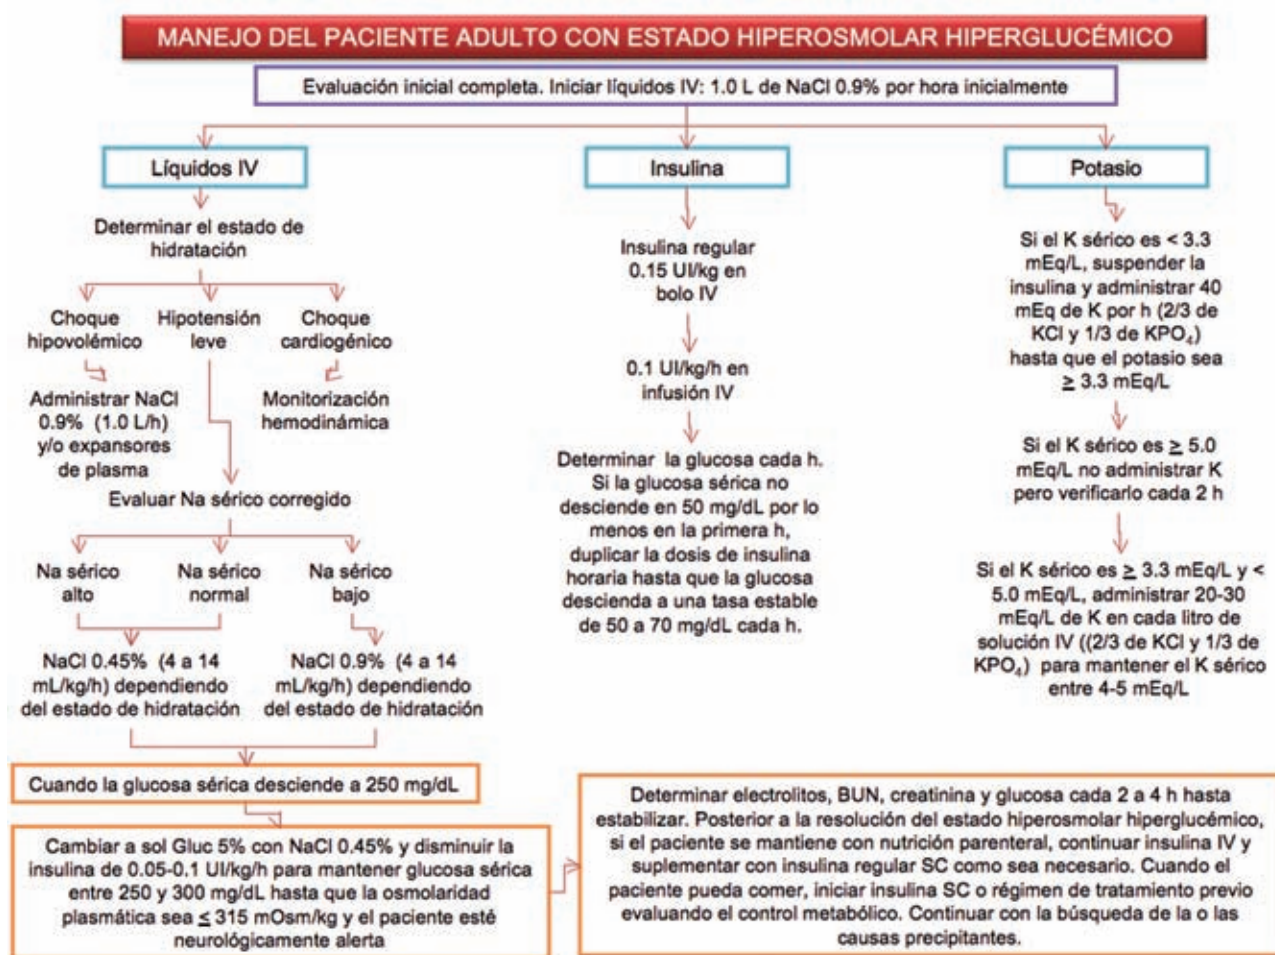 MANEJO DEL PACIENTE ADULTO CON ESTADO HIPEROSMOLAR HIPERGLUCÉMICO
Evaluación inicial completa. Iniciar líquidos IV: 1.0 L de NaCl 0.9% por hora inicialmente
Líquidos IV
Determinar el estado de
hidratación
Choque
hipovolémico
Hipotensión
leve
Choque
cardiogénico
Administrar NaCl
0.9% (1.0 L/h)
y/o expansores
de plasma
Monitorización
hemodinámica
Evaluar Na sérico corregido
Na sérico
alto
Na sérico
normal
Na sérico
bajo
NaCl 0.45% (4 a 14
mL/kg/h) dependiendo
del estado de hidratación
NaCl 0.9% (4 a 14
mL/kg/h) dependiendo
del estado de hidratación
Cuando la glucosa sérica desciende a 250 mg/dL
Cambiar a sol Gluc 5% con NaCl 0.45% y disminuir la
insulina de 0.05-0.1 UI/kg/h para mantener glucosa sérica
entre 250 y 300 mg/dL hasta que la osmolaridad
plasmática sea ≤ 315 mOsm/kg y el paciente esté
neurológicamente alerta
Insulina
Insulina regular
0.15 UI/kg en
bolo IV
0.1 UI/kg/h en
infusión IV
Determinar la glucosa cada h.
Si la glucosa sérica no
desciende en 50 mg/dL por lo
menos en la primera h,
duplicar la dosis de insulina
horaria hasta que la glucosa
descienda a una tasa estable
de 50 a 70 mg/dL cada h.
Potasio
Si el K sérico es < 3.3
mEq/L, suspender la
insulina y administrar 40
mEq de K por h (2/3 de
KCl y 1/3 de KPO₄)
hasta que el potasio sea
≥ 3.3 mEq/L
Si el K sérico es ≥ 5.0
mEq/L no administrar K
pero verificarlo cada 2 h
Si el K sérico es ≥ 3.3 mEq/L y <
5.0 mEq/L, administrar 20-30
mEq/L de K en cada litro de
solución IV ((2/3 de KCl y 1/3 de
KPO₄) para mantener el K sérico
entre 4-5 mEq/L
Determinar electrolitos, BUN, creatinina y glucosa cada 2 a 4 h hasta
estabilizar. Posterior a la resolución del estado hiperosmolar hiperglucémico,
si el paciente se mantiene con nutrición parenteral, continuar insulina IV y
suplementar con insulina regular SC como sea necesario. Cuando el
paciente pueda comer, iniciar insulina SC o régimen de tratamiento previo
evaluando el control metabólico. Continuar con la búsqueda de la o las
causas precipitantes.